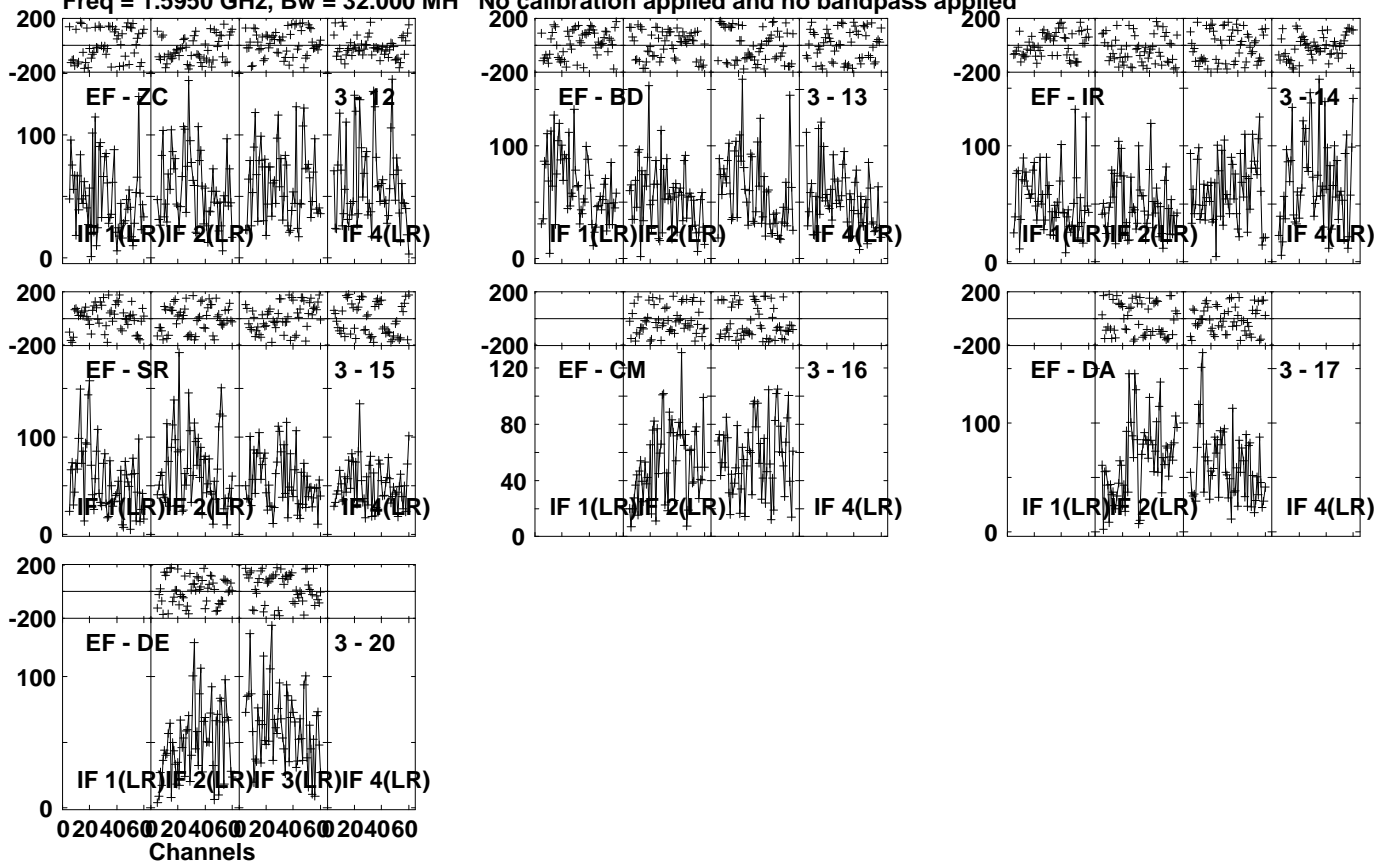 Freq = 1.5950 GHz, Bw = 32.000 MH No calibration applied and no bandpass applied
200 200 200
-200 -200 -200
EF - ZC 3 - 12 EF - BD 3 - 13 EF - IR 3 - 14
100 100 100
IF 1(LR) IF 2(LR) IF 4(LR) IF 1(LR) IF 2(LR) IF 4(LR) IF 1(LR) IF 2(LR) IF 4(LR)
0 0 0
200 200 200
-200 -200 -200
EF - SR 3 - 15 EF - CM 3 - 16 EF - DA 3 - 17
120
100 80 100
40
IF 1(LR) IF 2(LR) IF 4(LR) IF 1(LR) IF 2(LR) IF 4(LR) IF 1(LR) IF 2(LR) IF 4(LR)
0 0 0
200
-200
EF - DE 3 - 20
100
IF 1(LR) IF 2(LR) IF 3(LR) IF 4(LR)
0
0 20 40 60 0 20 40 60 0 20 40 60 0 20 40 60
Channels